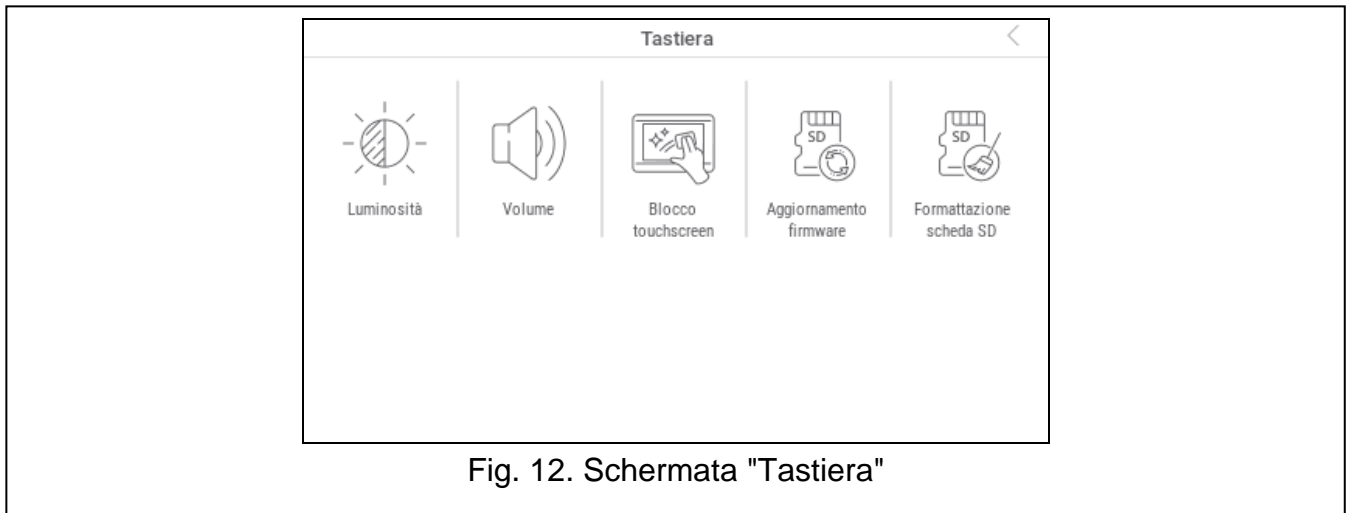 Tastiera
SD
SD
Luminosità
Volume
Blocco
touchscreen
Aggiornamento
firmware
Formattazione
scheda SD
Fig. 12. Schermata "Tastiera"